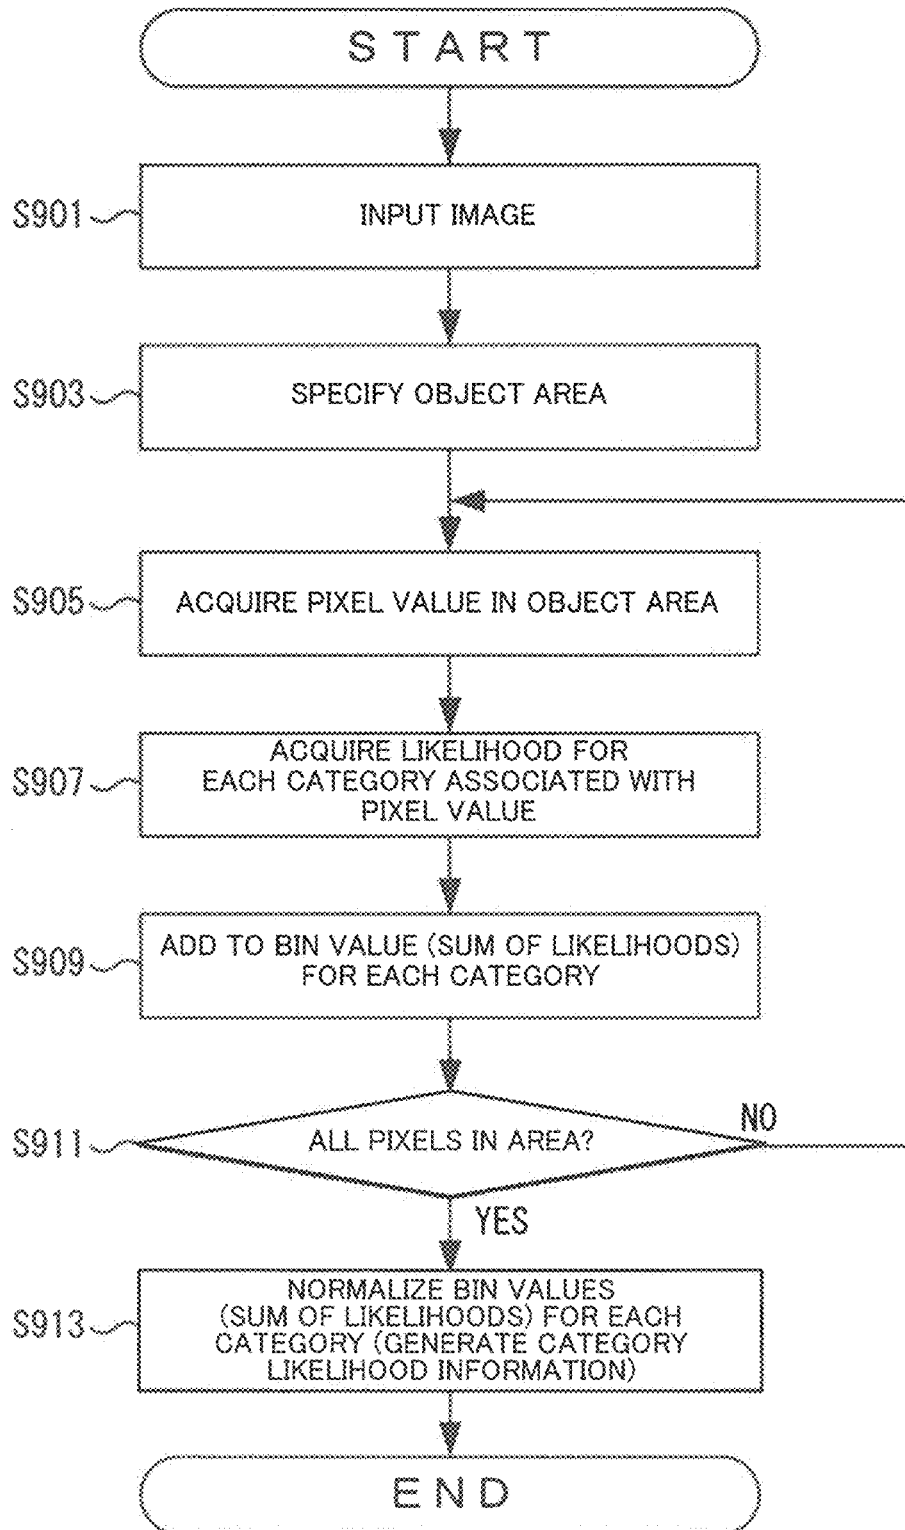 START
S901
INPUT IMAGE
S903
SPECIFY OBJECT AREA
S905
ACQUIRE PIXEL VALUE IN OBJECT AREA
S907
ACQUIRE LIKELIHOOD FOR
EACH CATEGORY ASSOCIATED WITH
PIXEL VALUE
S909
ADD TO BIN VALUE (SUM OF LIKELIHOODS)
FOR EACH CATEGORY
S911
ALL PIXELS IN AREA?
NO
YES
S913
NORMALIZE BIN VALUES
(SUM OF LIKELIHOODS) FOR EACH
CATEGORY (GENERATE CATEGORY
LIKELIHOOD INFORMATION)
END